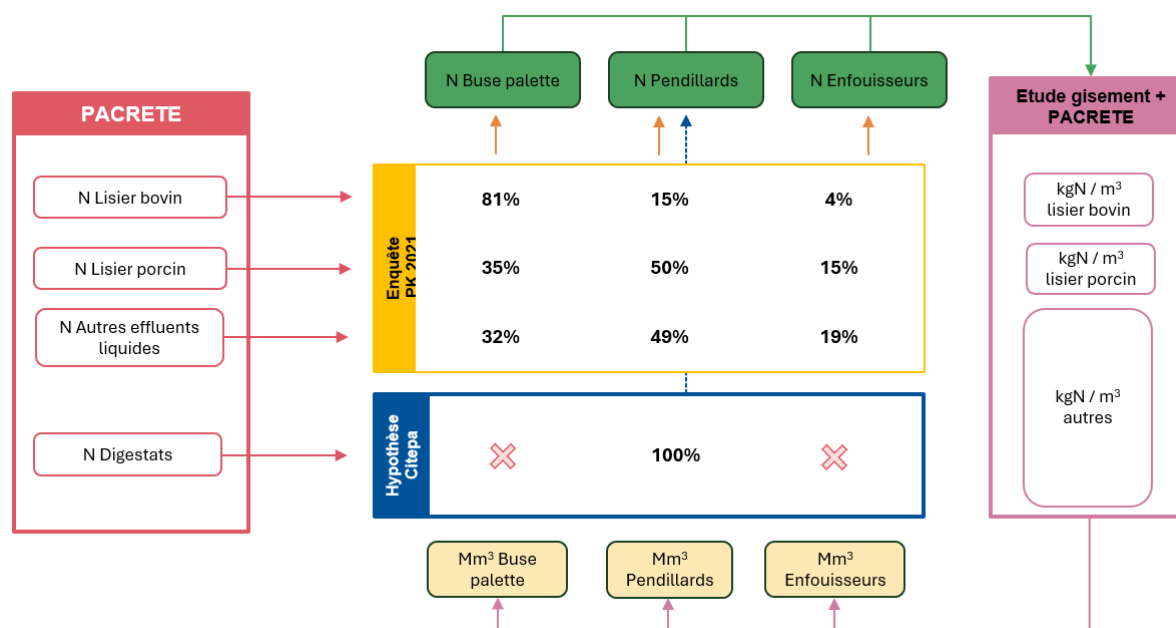 N Buse palette
N Pendillards
N Enfouisseurs
PACRETE
N Lisier bovin
N Lisier porcin
N Autres effluents
liquides
N Digestats
Enquête
PK 2021
81%
15%
4%
35%
50%
15%
32%
49%
19%
Hypothèse
Citepa
100%
Etude gisement +
PACRETE
kgN / m³
lisier bovin
kgN / m³
lisier porcin
kgN / m³
autres
Mm³ Buse
palette
Mm³
Pendillards
Mm³
Enfouisseurs